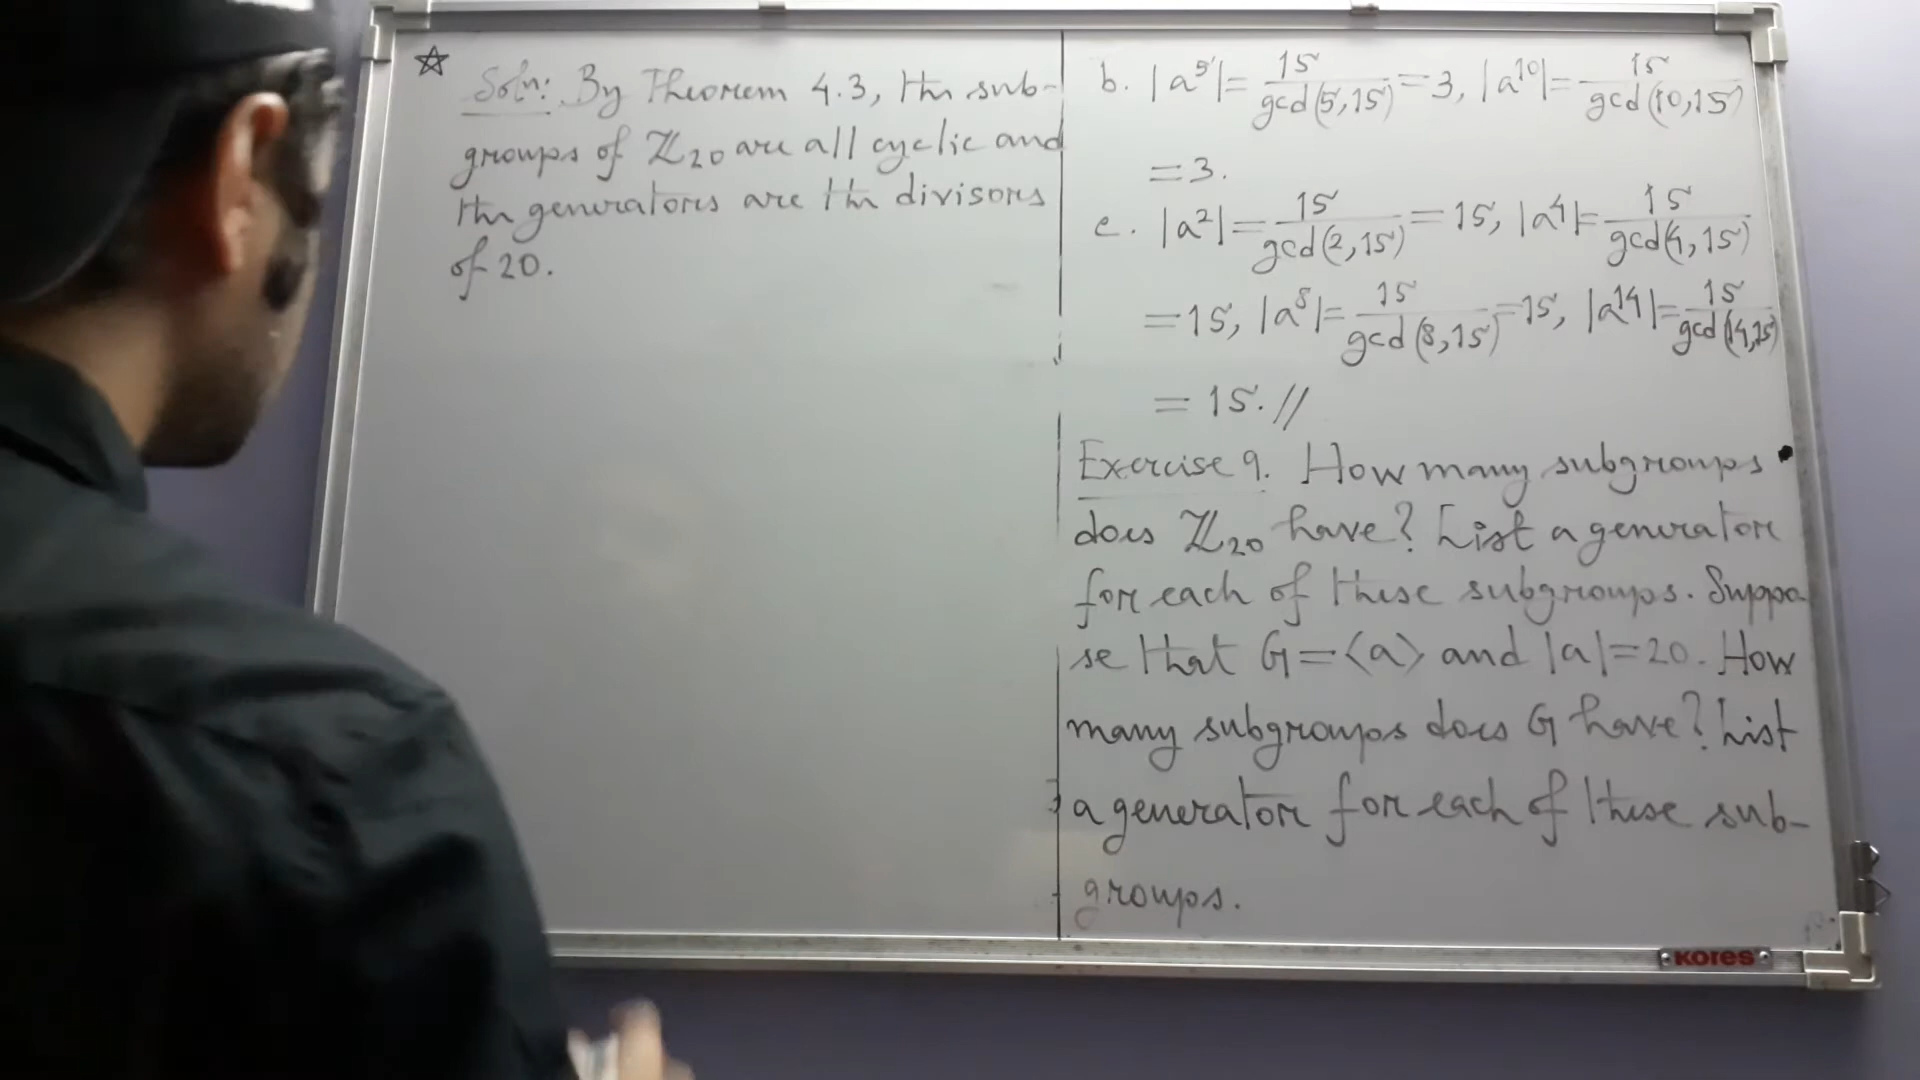 ☆
Soln: By Theorem 4.3, the sub-
groups of ℤ20 are all cyclic and
the generators are the divisors
of 20.
b. |a^5| = 15/gcd(5,15) = 3, |a^10| = 15/gcd(10,15)
= 3.
c. |a^2| = 15/gcd(2,15) = 15, |a^4| = 15/gcd(4,15)
= 15, |a^8| = 15/gcd(8,15) = 15, |a^14| = 15/gcd(14,15)
= 15. //
Exercise 9. How many subgroups
does ℤ20 have? List a generator
for each of these subgroups. Suppo-
se that G = ⟨a⟩ and |a| = 20. How
many subgroups does G have? List
a generator for each of these sub-
groups.
KORES